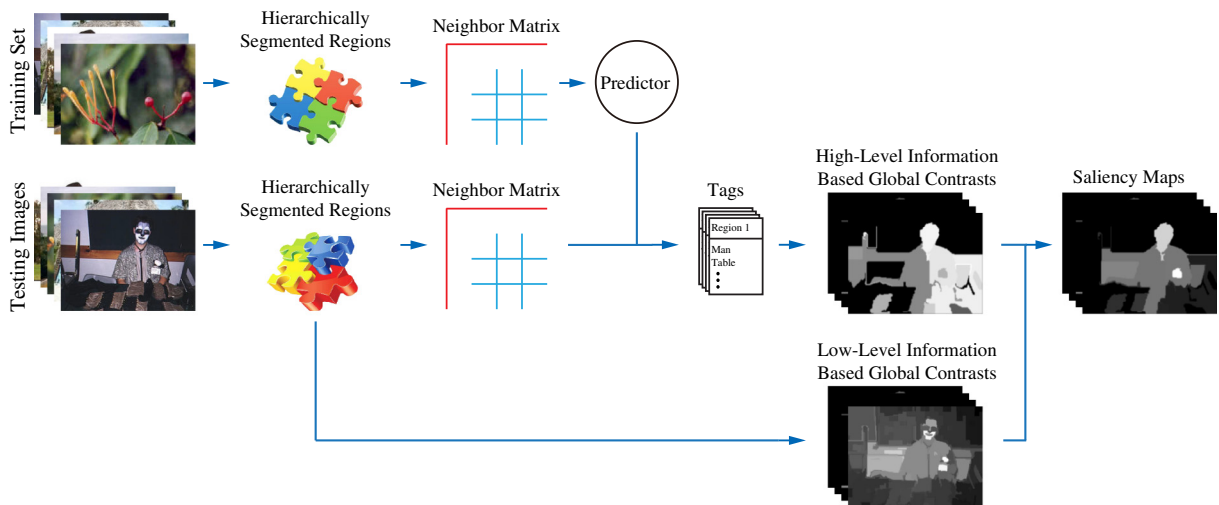 Training Set
Hierarchically
Segmented Regions
Neighbor Matrix
Predictor
Testing Images
Hierarchically
Segmented Regions
Neighbor Matrix
Tags
Region 1
Man
Table
High-Level Information
Based Global Contrasts
Saliency Maps
Low-Level Information
Based Global Contrasts